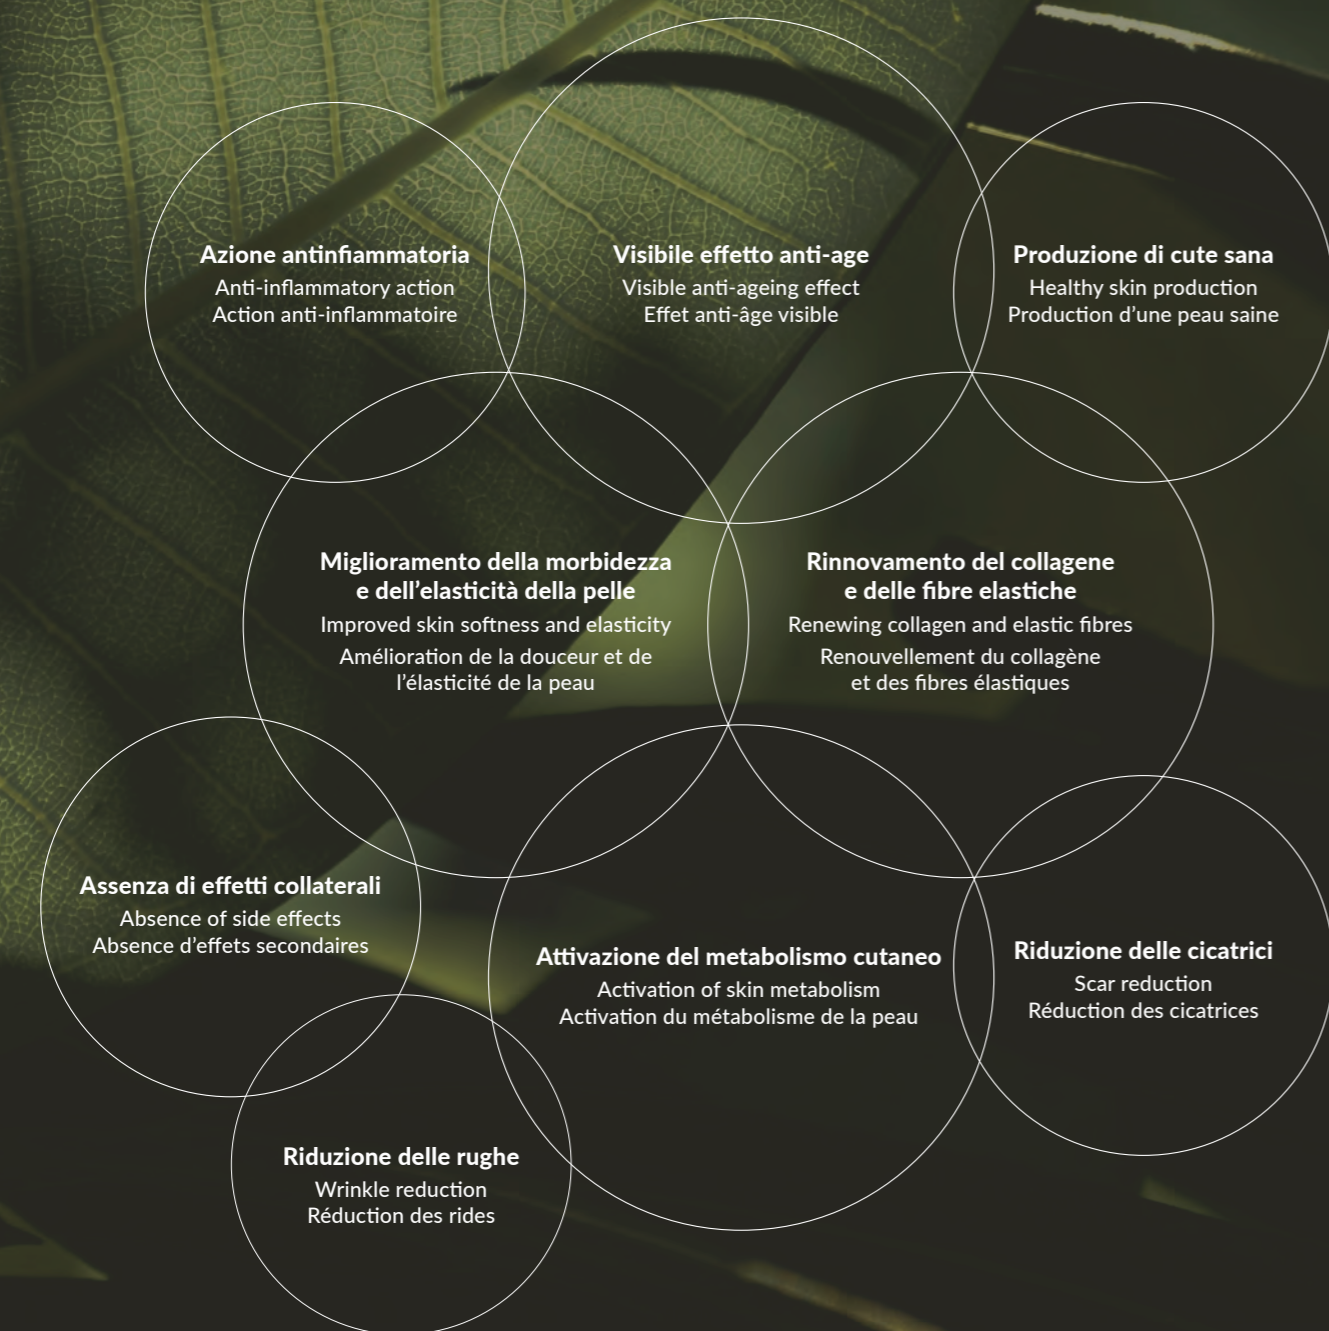 Azione antinfiammatoria
Anti-inflammatory action
Action anti-inflammatoire
Visibile effetto anti-age
Visible anti-ageing effect
Effet anti-âge visible
Produzione di cute sana
Healthy skin production
Production d’une peau saine
Miglioramento della morbidezza
e dell’elasticità della pelle
Improved skin softness and elasticity
Amélioration de la douceur et de
l’élasticité de la peau
Rinnovamento del collagene
e delle fibre elastiche
Renewing collagen and elastic fibres
Renouvellement du collagène
et des fibres élastiques
Assenza di effetti collaterali
Absence of side effects
Absence d’effets secondaires
Attivazione del metabolismo cutaneo
Activation of skin metabolism
Activation du métabolisme de la peau
Riduzione delle cicatrici
Scar reduction
Réduction des cicatrices
Riduzione delle rughe
Wrinkle reduction
Réduction des rides